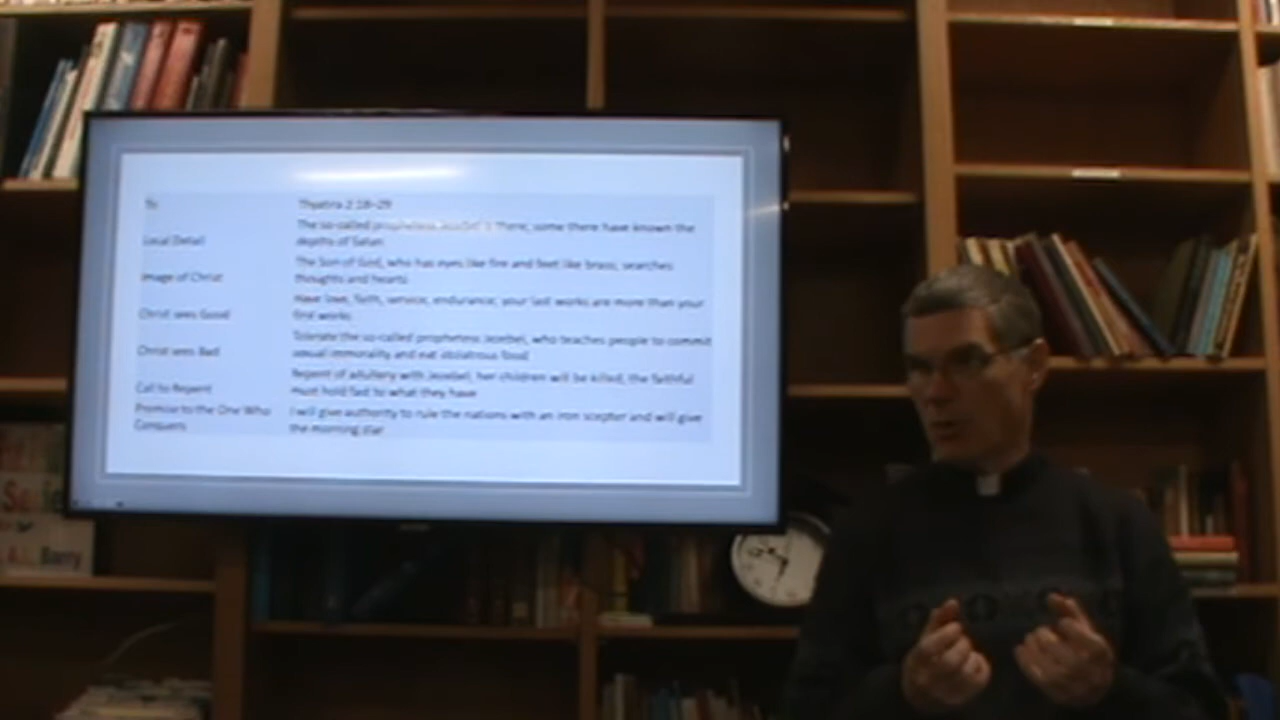 To Thyatira 2:18-29
The so-called prophetess Jezebel is there; some there have known the
Local Detail depths of Satan
The Son of God, who has eyes like fire and feet like brass, searches
Image of Christ thoughts and hearts
Have love, faith, service, endurance; your last works are more than your
Christ sees Good first works
Tolerate the so-called prophetess Jezebel, who teaches people to commit
Christ sees Bad sexual immorality and eat idolatrous food
Repent of adultery with Jezebel; her children will be killed; the faithful
Call to Repent must hold fast to what they have
Promise to the One Who I will give authority to rule the nations with an iron scepter and will give
Conquers the morning star
Barry